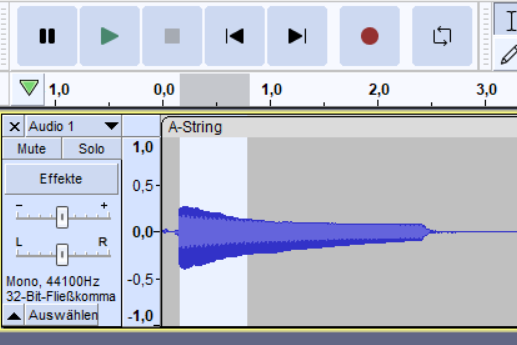 1,0 0,0 1,0 2,0 3,0
Audio 1
A-String
Mute Solo
Effekte
- +
L R
Mono, 44100Hz
32-Bit-Fließkomma
Auswählen
1,0
0,5-
0,0-
-0,5-
-1,0